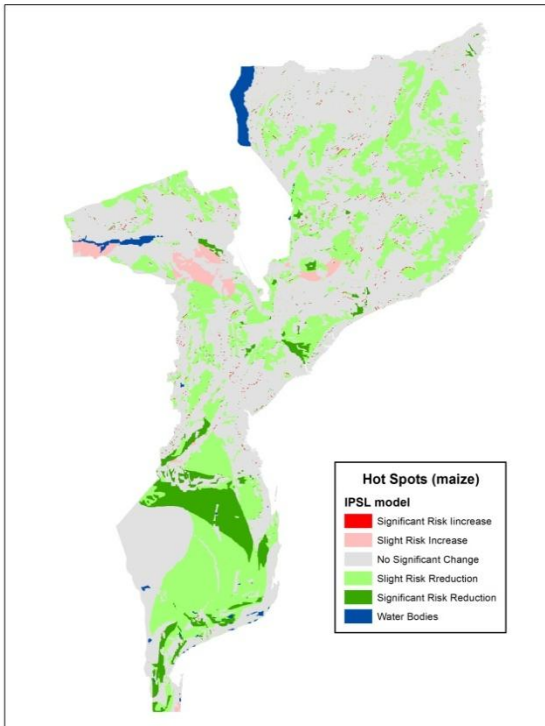 Hot Spots (maize)
IPSL model
Significant Risk Iincrease
Slight Risk Increase
No Significant Change
Slight Risk Rreduction
Significant Risk Reduction
Water Bodies